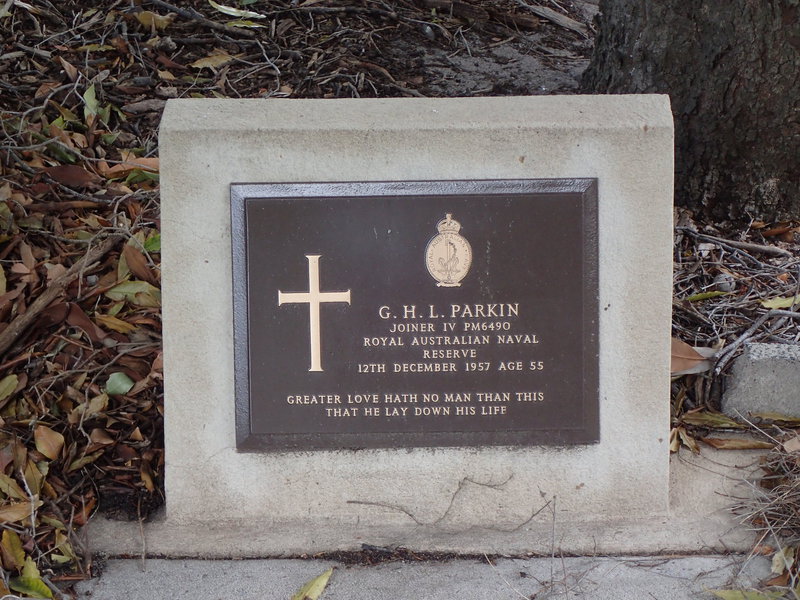 G. H. L. PARKIN
JOINER IV PM6490
ROYAL AUSTRALIAN NAVAL
RESERVE
12TH DECEMBER 1957 AGE 55
GREATER LOVE HATH NO MAN THAN THIS
THAT HE LAY DOWN HIS LIFE